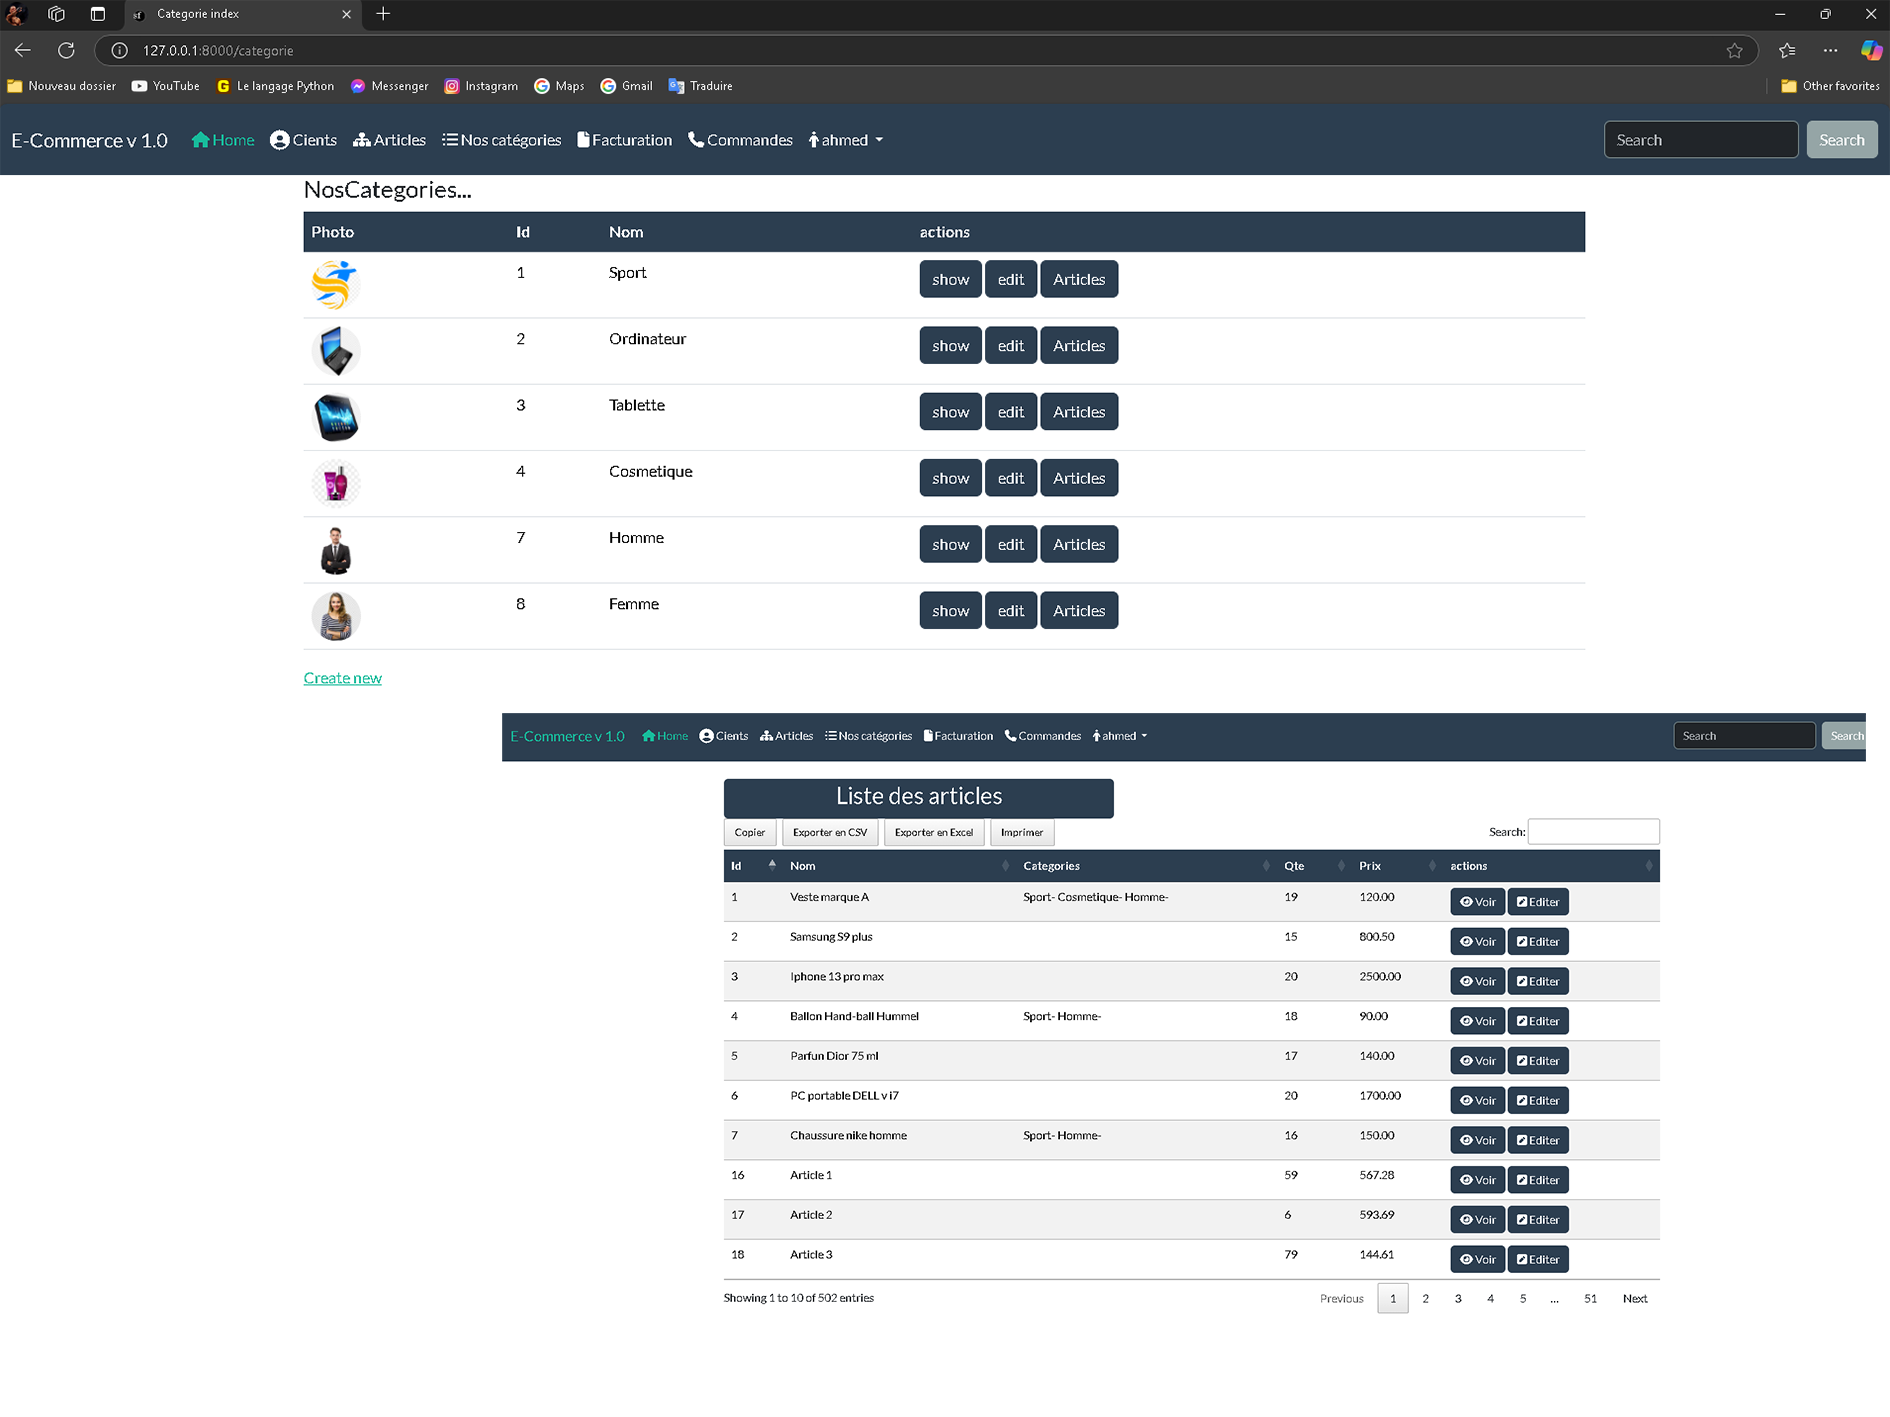 Categorie index
127.0.0.1:8000/categorie
Nouveau dossier YouTube Le langage Python Messenger Instagram Maps Gmail Traduire Other favorites
E-Commerce v 1.0 Home Cients Articles Nos catégories Facturation Commandes ahmed Search Search
NosCategories...
Photo Id Nom actions
1 Sport show edit Articles
2 Ordinateur show edit Articles
3 Tablette show edit Articles
4 Cosmetique show edit Articles
7 Homme show edit Articles
8 Femme show edit Articles
Create new
E-Commerce v 1.0 Home Cients Articles Nos catégories Facturation Commandes ahmed Search Search
Liste des articles
Copier Exporter en CSV Exporter en Excel Imprimer Search:
Id Nom Categories Qte Prix actions
1 Veste marque A Sport- Cosmetique- Homme- 19 120.00 Voir Editer
2 Samsung S9 plus 15 800.50 Voir Editer
3 Iphone 13 pro max 20 2500.00 Voir Editer
4 Ballon Hand-ball Hummel Sport- Homme- 18 90.00 Voir Editer
5 Parfun Dior 75 ml 17 140.00 Voir Editer
6 PC portable DELL v i7 20 1700.00 Voir Editer
7 Chaussure nike homme Sport- Homme- 16 150.00 Voir Editer
16 Article 1 59 567.28 Voir Editer
17 Article 2 6 593.69 Voir Editer
18 Article 3 79 144.61 Voir Editer
Showing 1 to 10 of 502 entries Previous 1 2 3 4 5 ... 51 Next